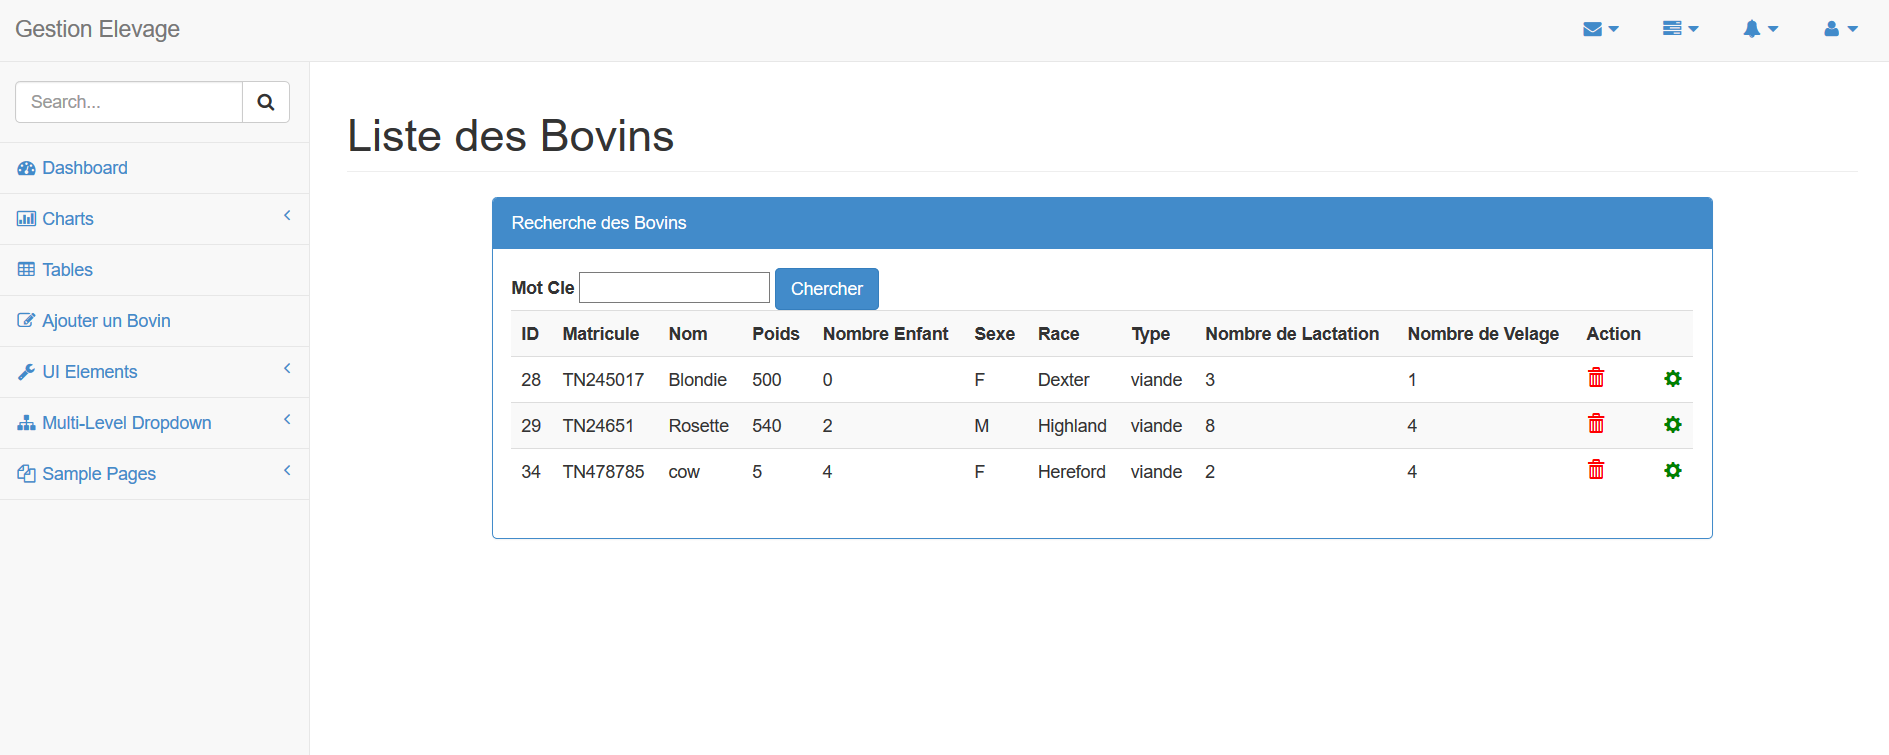 Gestion Elevage
Search...
Dashboard
Charts
Tables
Ajouter un Bovin
UI Elements
Multi-Level Dropdown
Sample Pages
Liste des Bovins
Recherche des Bovins
Mot Cle Chercher
ID Matricule Nom Poids Nombre Enfant Sexe Race Type Nombre de Lactation Nombre de Velage Action
28 TN245017 Blondie 500 0 F Dexter viande 3 1
29 TN24651 Rosette 540 2 M Highland viande 8 4
34 TN478785 cow 5 4 F Hereford viande 2 4